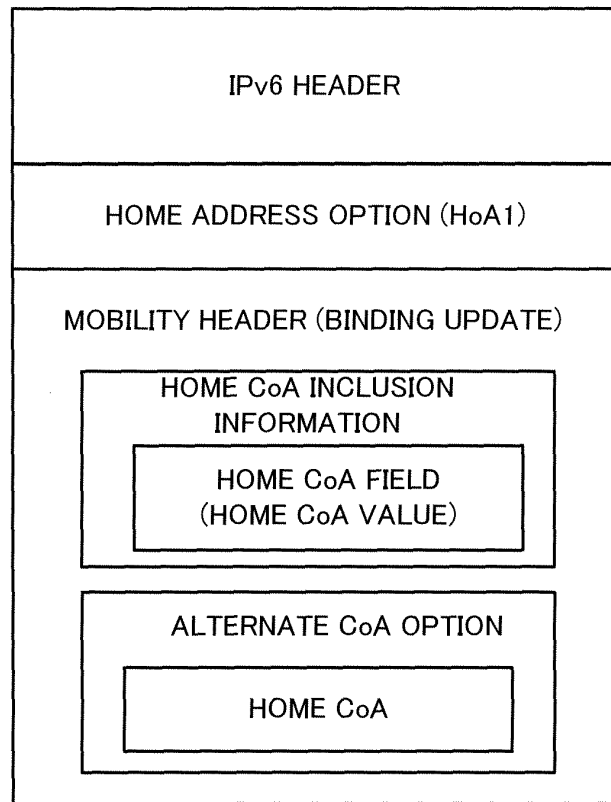 IPv6 HEADER
HOME ADDRESS OPTION (HoA1)
MOBILITY HEADER (BINDING UPDATE)
HOME CoA INCLUSION
INFORMATION
HOME CoA FIELD
(HOME CoA VALUE)
ALTERNATE CoA OPTION
HOME CoA